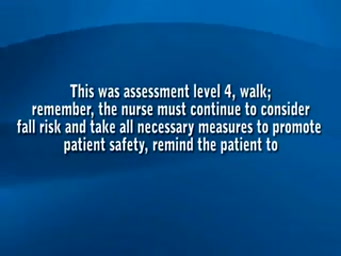 This was assessment level 4, walk;
remember, the nurse must continue to consider
fall risk and take all necessary measures to promote
patient safety, remind the patient to